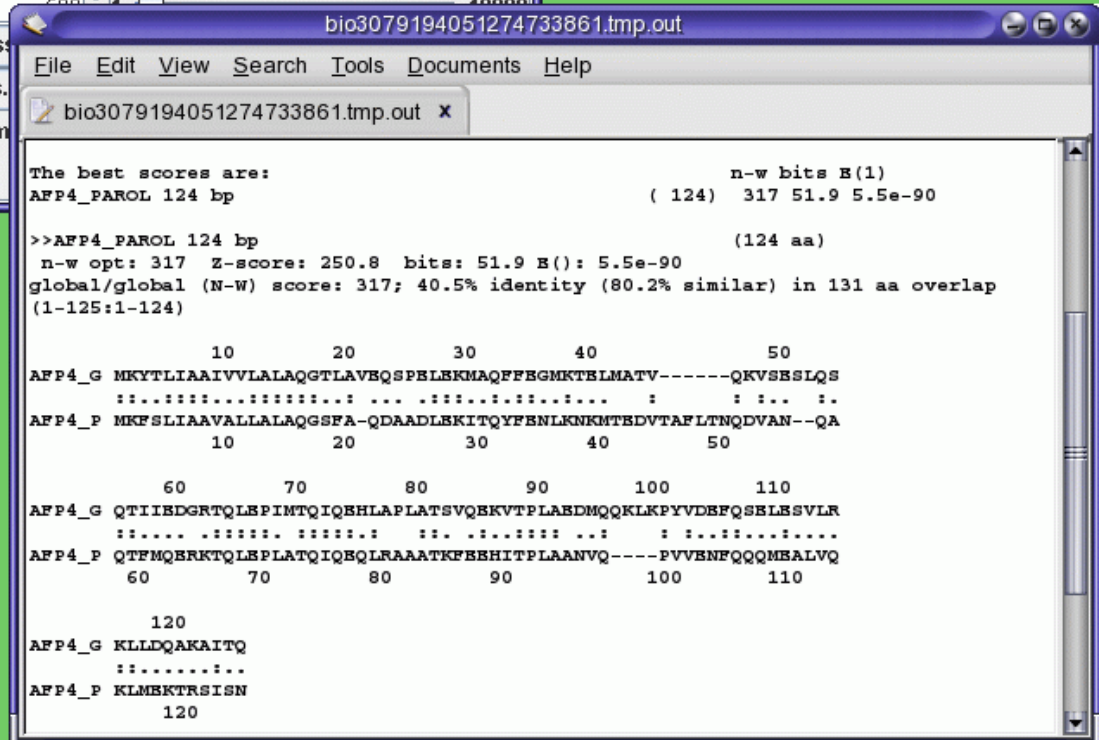 bio3079194051274733861.tmp.out
File Edit View Search Tools Documents Help
bio3079194051274733861.tmp.out x
The best scores are: n-w bits E(1)
AFP4_PAROL 124 bp ( 124) 317 51.9 5.5e-90
>>AFP4_PAROL 124 bp (124 aa)
n-w opt: 317 Z-score: 250.8 bits: 51.9 E(): 5.5e-90
global/global (N-W) score: 317; 40.5% identity (80.2% similar) in 131 aa overlap
(1-125:1-124)
10 20 30 40 50
AFP4_G MKYTLIAAIVVLALAQGTLAVEQSPELEKMAQFFEGMKTELMATV------QKVSESLQS
::..::::...::::::..: ... .:::..:.:..:... : : :.. :.
AFP4_P MKFSLIAAVALLALAQGSFA-QDAADLEKITQYFENLKNKMTEDVTAFLTNQDVAN--QA
10 20 30 40 50
60 70 80 90 100 110
AFP4_G QTIIEDGRTQLEPIMTQIQEHLAPLATSVQEKVTPLAEDMQQKLKPYVDEFQSELESVLR
::.... .:::::. :::::.: :::. :..:.:::: ..: : :..::...:....
AFP4_P QTFMQERKTQLEPLATQIQEQLRAAATKFEEHITPLAANVQ----PVVENFQQQMEALVQ
60 70 80 90 100 110
120
AFP4_G KLLDQAKAITQ
::......:..
AFP4_P KLMEKTRSISN
120